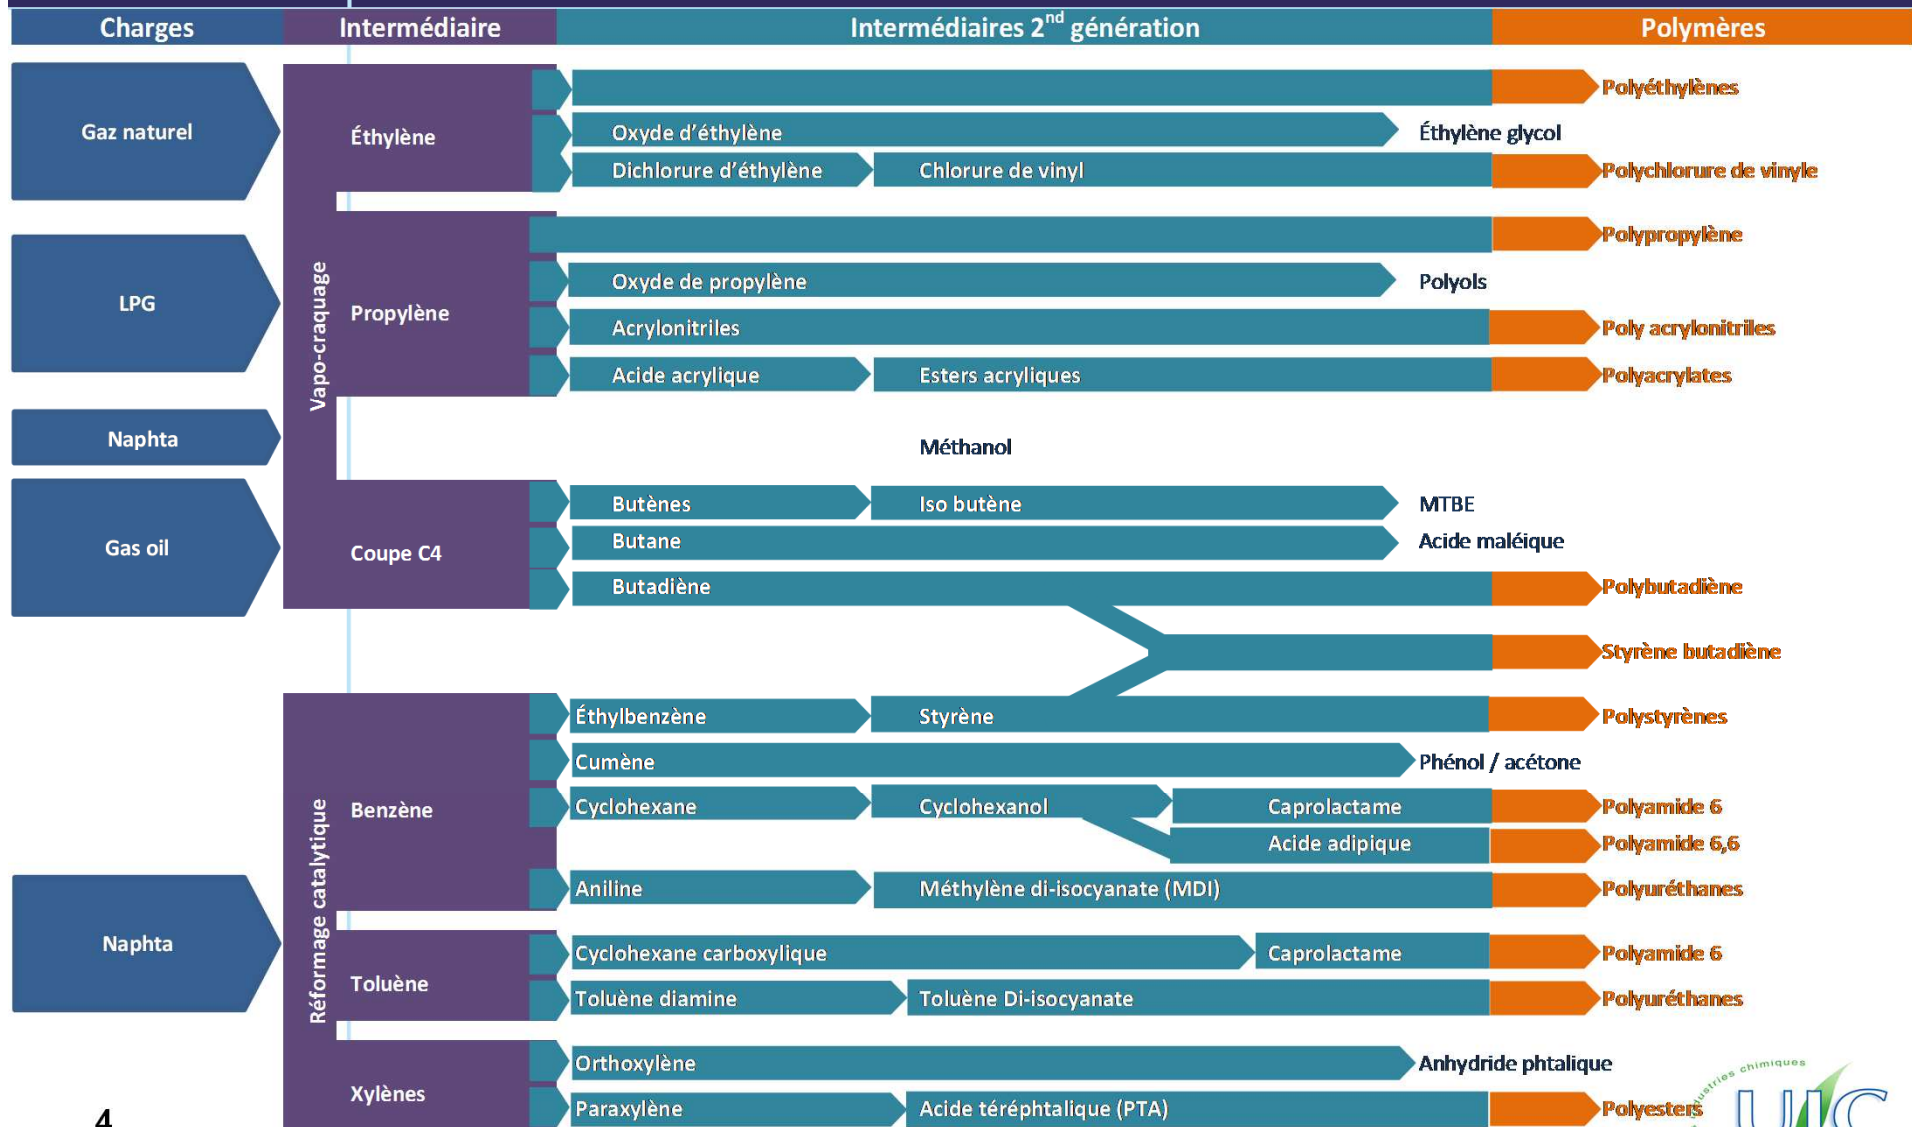 Charges
Intermédiaire
Intermédiaires 2nd génération
Polymères
Gaz naturel
LPG
Naphta
Gas oil
Naphta
Vapo-craquage
Éthylène
Polyéthylènes
Oxyde d'éthylène
Éthylène glycol
Dichlorure d'éthylène
Chlorure de vinyl
Polychlorure de vinyle
Propylène
Polypropylène
Oxyde de propylène
Polyols
Acrylonitriles
Poly acrylonitriles
Acide acrylique
Esters acryliques
Polyacrylates
Méthanol
Coupe C4
Butènes
Iso butène
MTBE
Butane
Acide maléique
Butadiène
Polybutadiène
Styrène butadiène
Réformage catalytique
Benzène
Éthylbenzène
Styrène
Polystyrènes
Cumène
Phénol / acétone
Cyclohexane
Cyclohexanol
Caprolactame
Polyamide 6
Acide adipique
Polyamide 6,6
Aniline
Méthylène di-isocyanate (MDI)
Polyuréthanes
Toluène
Cyclohexane carboxylique
Caprolactame
Polyamide 6
Toluène diamine
Toluène Di-isocyanate
Polyuréthanes
Xylènes
Orthoxylène
Anhydride phtalique
Paraxylène
Acide téréphtalique (PTA)
Polyesters
chimiques
UIC
4